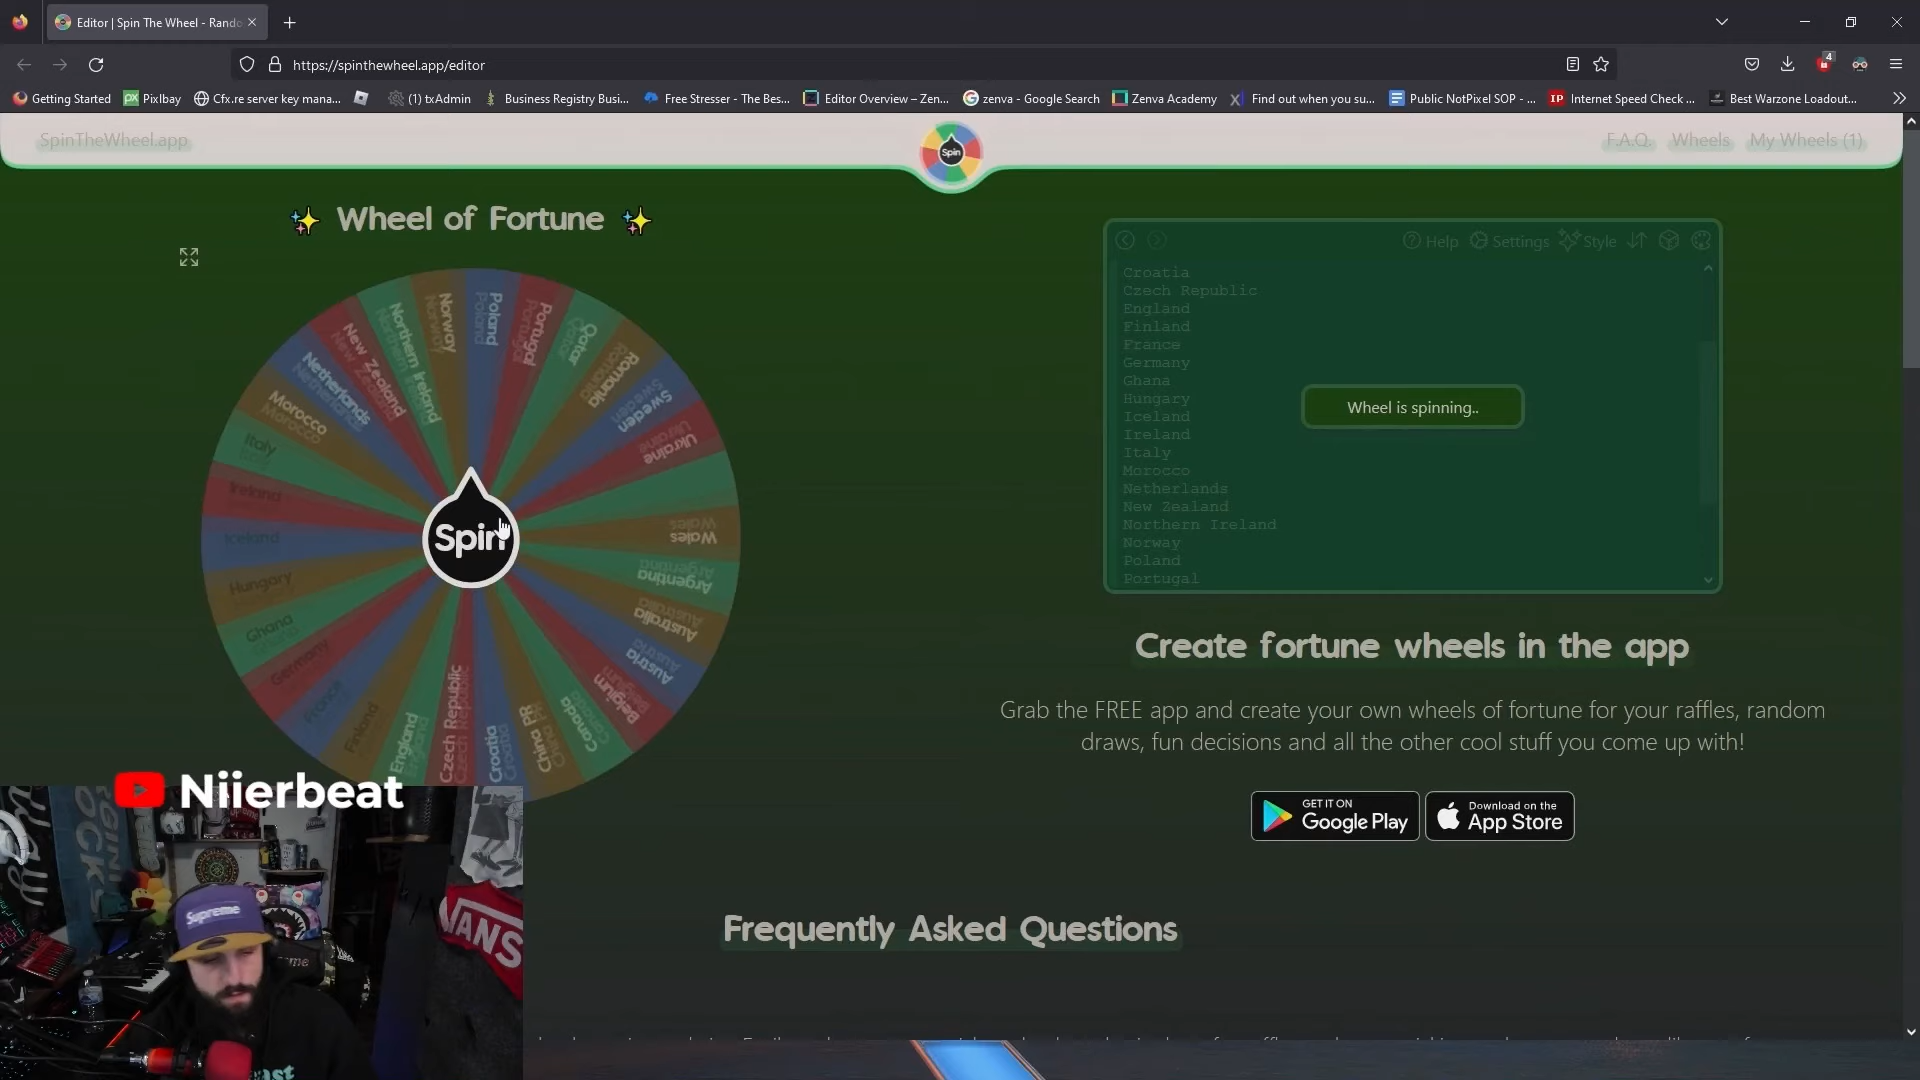 Editor | Spin The Wheel - Rando
https://spinthewheel.app/editor
4
Getting Started
px Pixlbay
Cfx.re server key mana...
(1) txAdmin
Business Registry Busi...
Free Stresser - The Bes...
Editor Overview – Zen...
zenva - Google Search
Zenva Academy
Find out when you su...
Public NotPixel SOP - ...
IP Internet Speed Check ...
Best Warzone Loadout...
SpinTheWheel.app
Spin
F.A.Q.
Wheels
My Wheels (1)
Wheel of Fortune
Help
Settings
Style
Croatia
Czech Republic
England
Finland
France
Germany
Ghana
Hungary
Iceland
Ireland
Italy
Morocco
Netherlands
New Zealand
Northern Ireland
Norway
Poland
Portugal
Wheel is spinning..
Norway
Poland
Portugal
Qatar
Romania
Sweden
Ukraine
Wales
Argentina
Australia
Austria
Belgium
Canada
China PR
Croatia
Czech Republic
England
Finland
France
Germany
Ghana
Hungary
Iceland
Ireland
Italy
Morocco
Netherlands
New Zealand
Northern Ireland
Spin
Create fortune wheels in the app
Grab the FREE app and create your own wheels of fortune for your raffles, random
draws, fun decisions and all the other cool stuff you come up with!
GET IT ON
Google Play
Download on the
App Store
Frequently Asked Questions
Niierbeat
Supreme
VANS